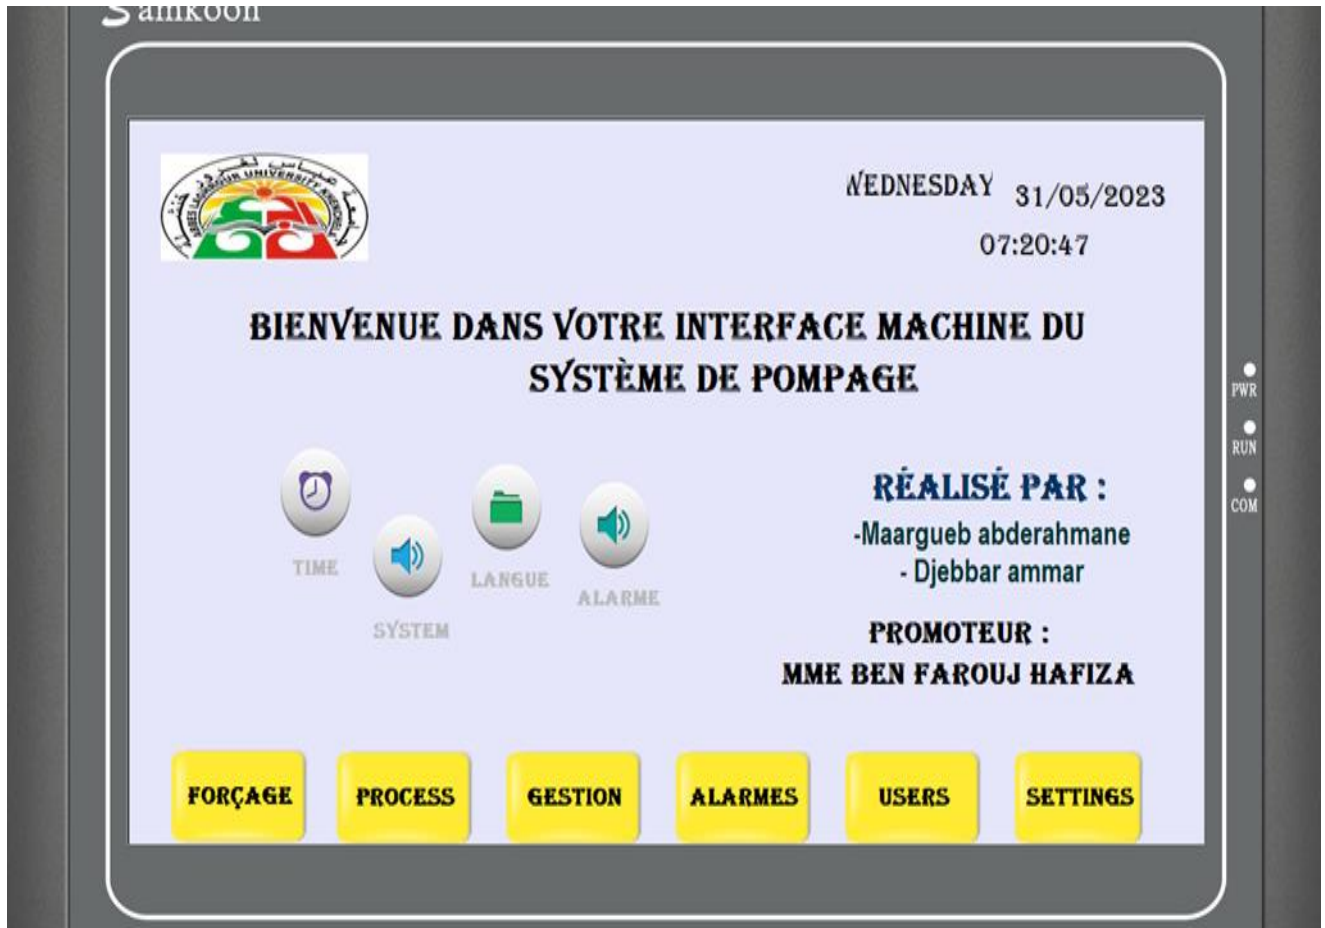 Samkoon
UNIVERSITY
WEDNESDAY 31/05/2023
07:20:47
BIENVENUE DANS VOTRE INTERFACE MACHINE DU
SYSTÈME DE POMPAGE
TIME
SYSTEM
LANGUE
ALARME
RÉALISÉ PAR :
-Maargueb abderahmane
- Djebbar ammar
PROMOTEUR :
MME BEN FAROUJ HAFIZA
FORÇAGE PROCESS GESTION ALARMES USERS SETTINGS
PWR
RUN
COM